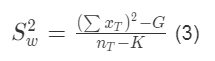 S_w^2 = \frac{(\sum x_T)^2 - G}{n_T - K} (3)